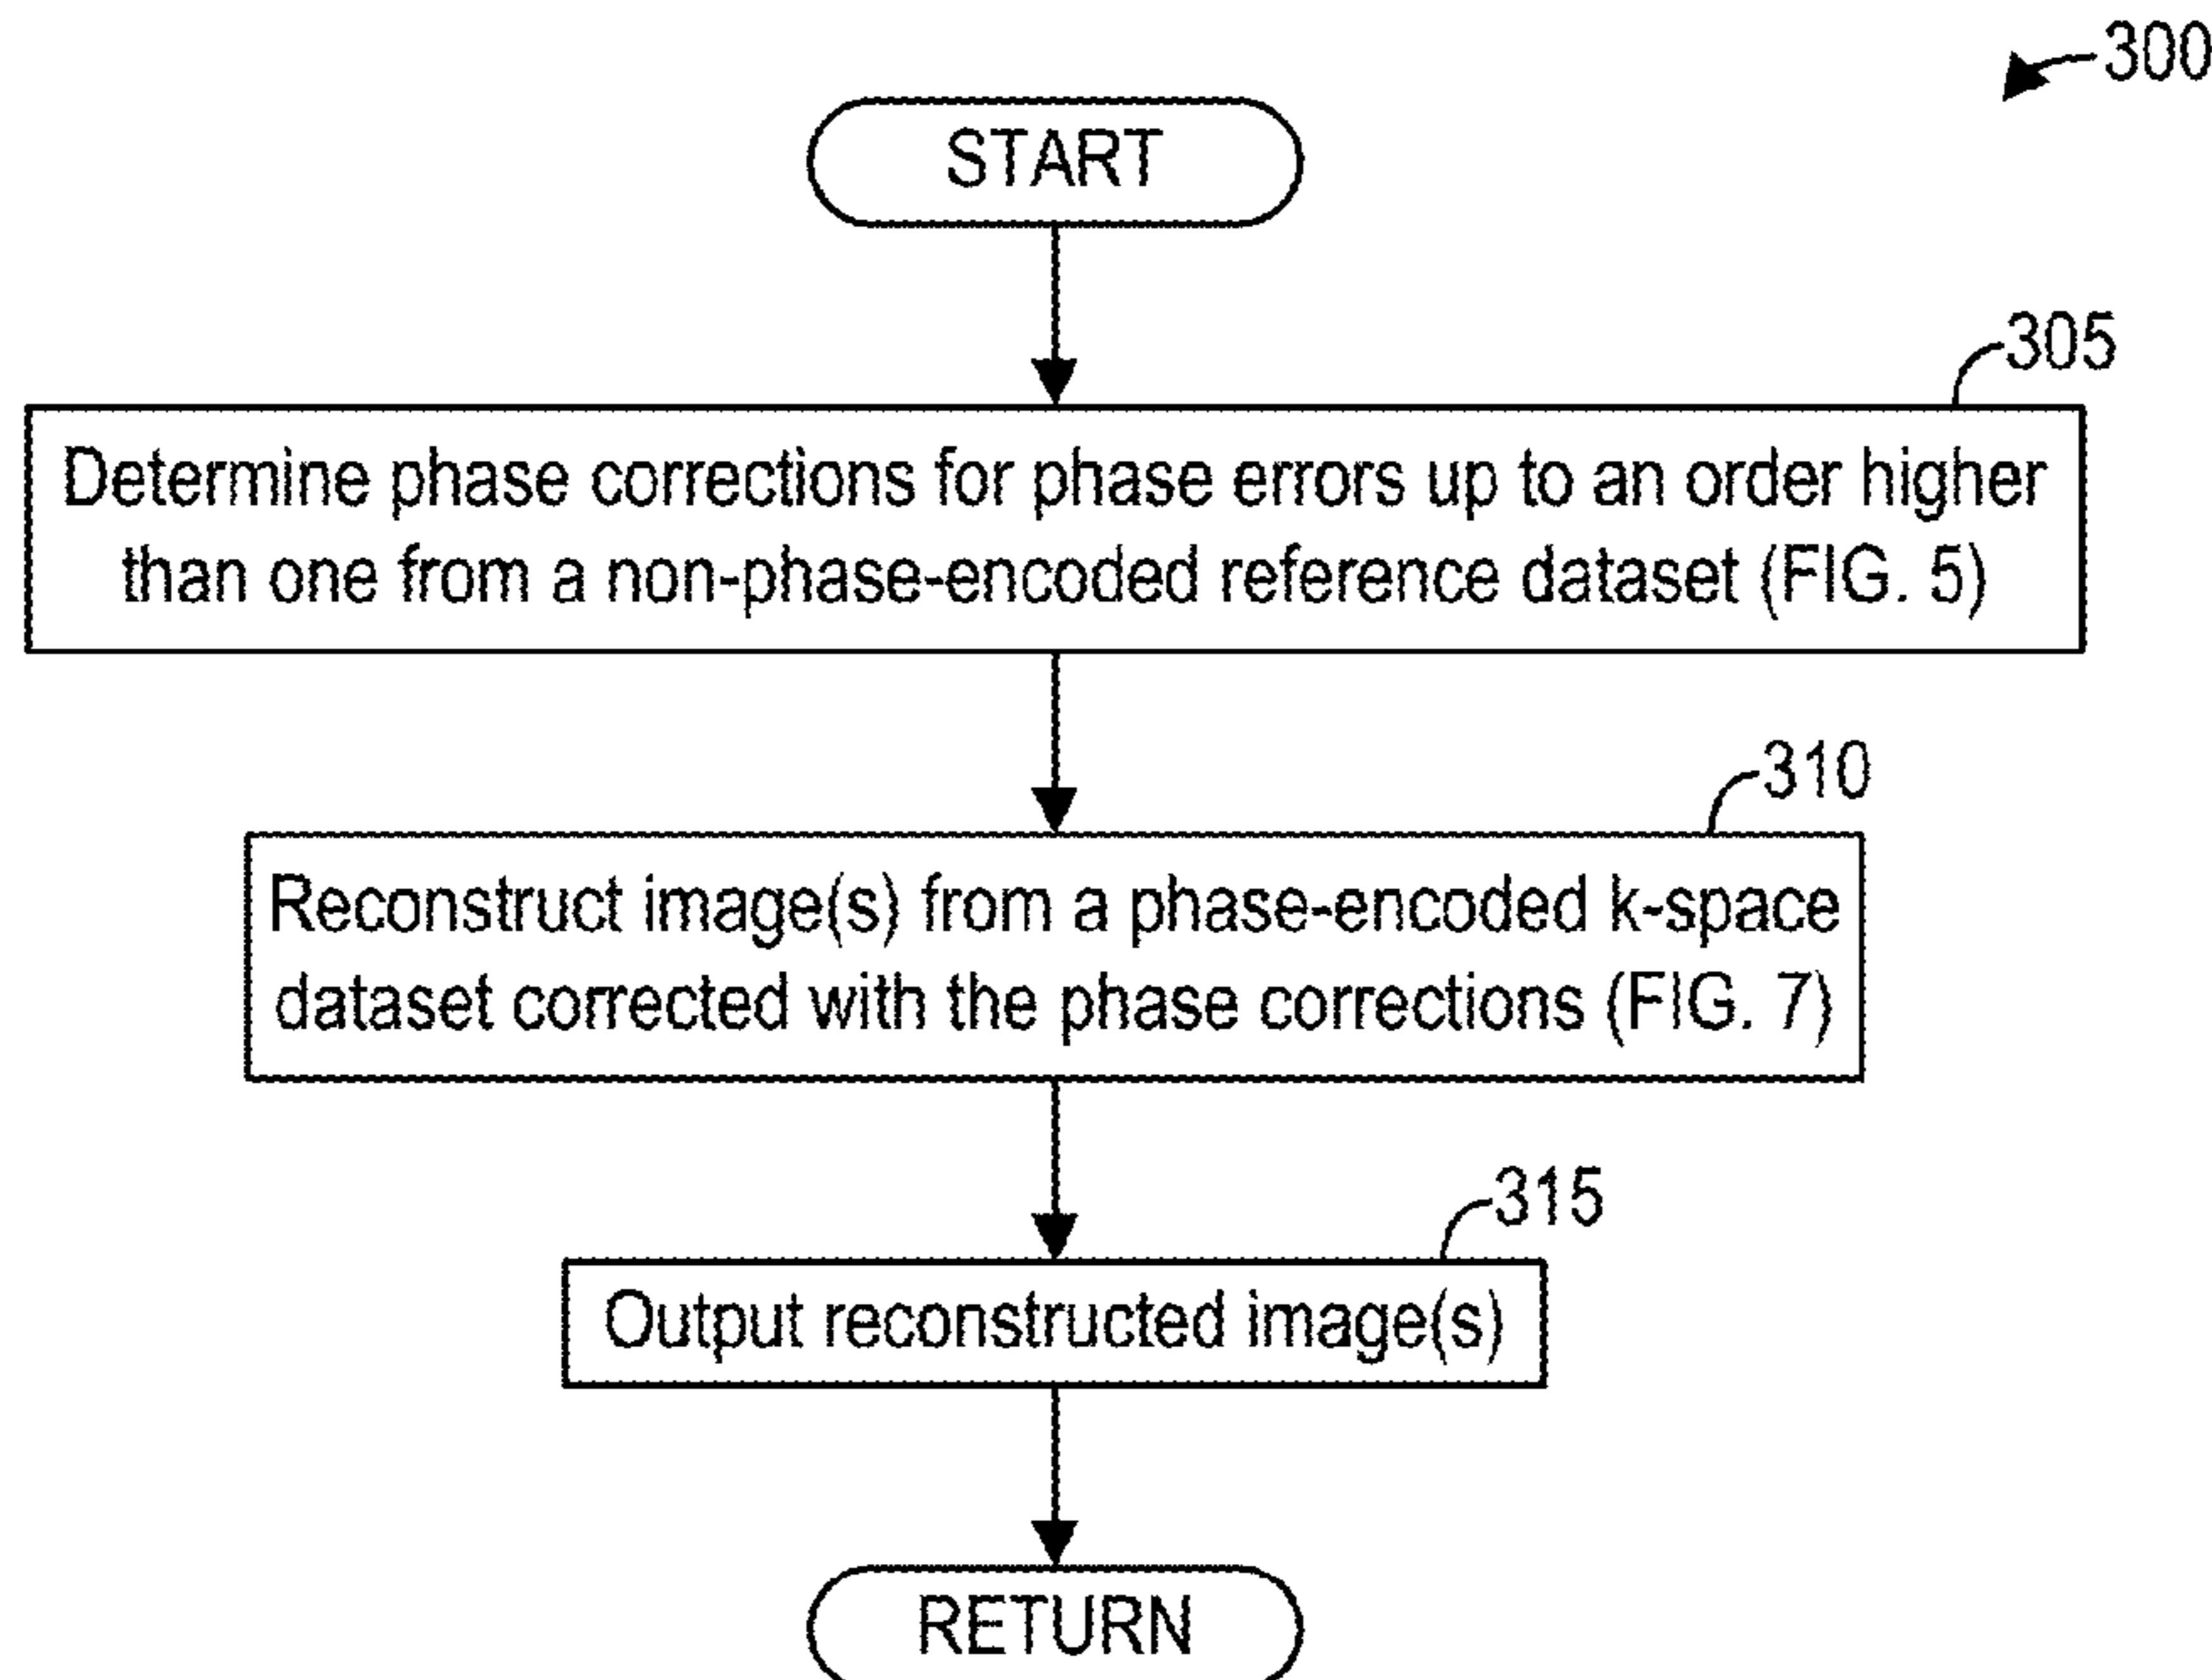 300
START
305
Determine phase corrections for phase errors up to an order higher
than one from a non-phase-encoded reference dataset (FIG. 5)
310
Reconstruct image(s) from a phase-encoded k-space
dataset corrected with the phase corrections (FIG. 7)
315
Output reconstructed image(s)
RETURN